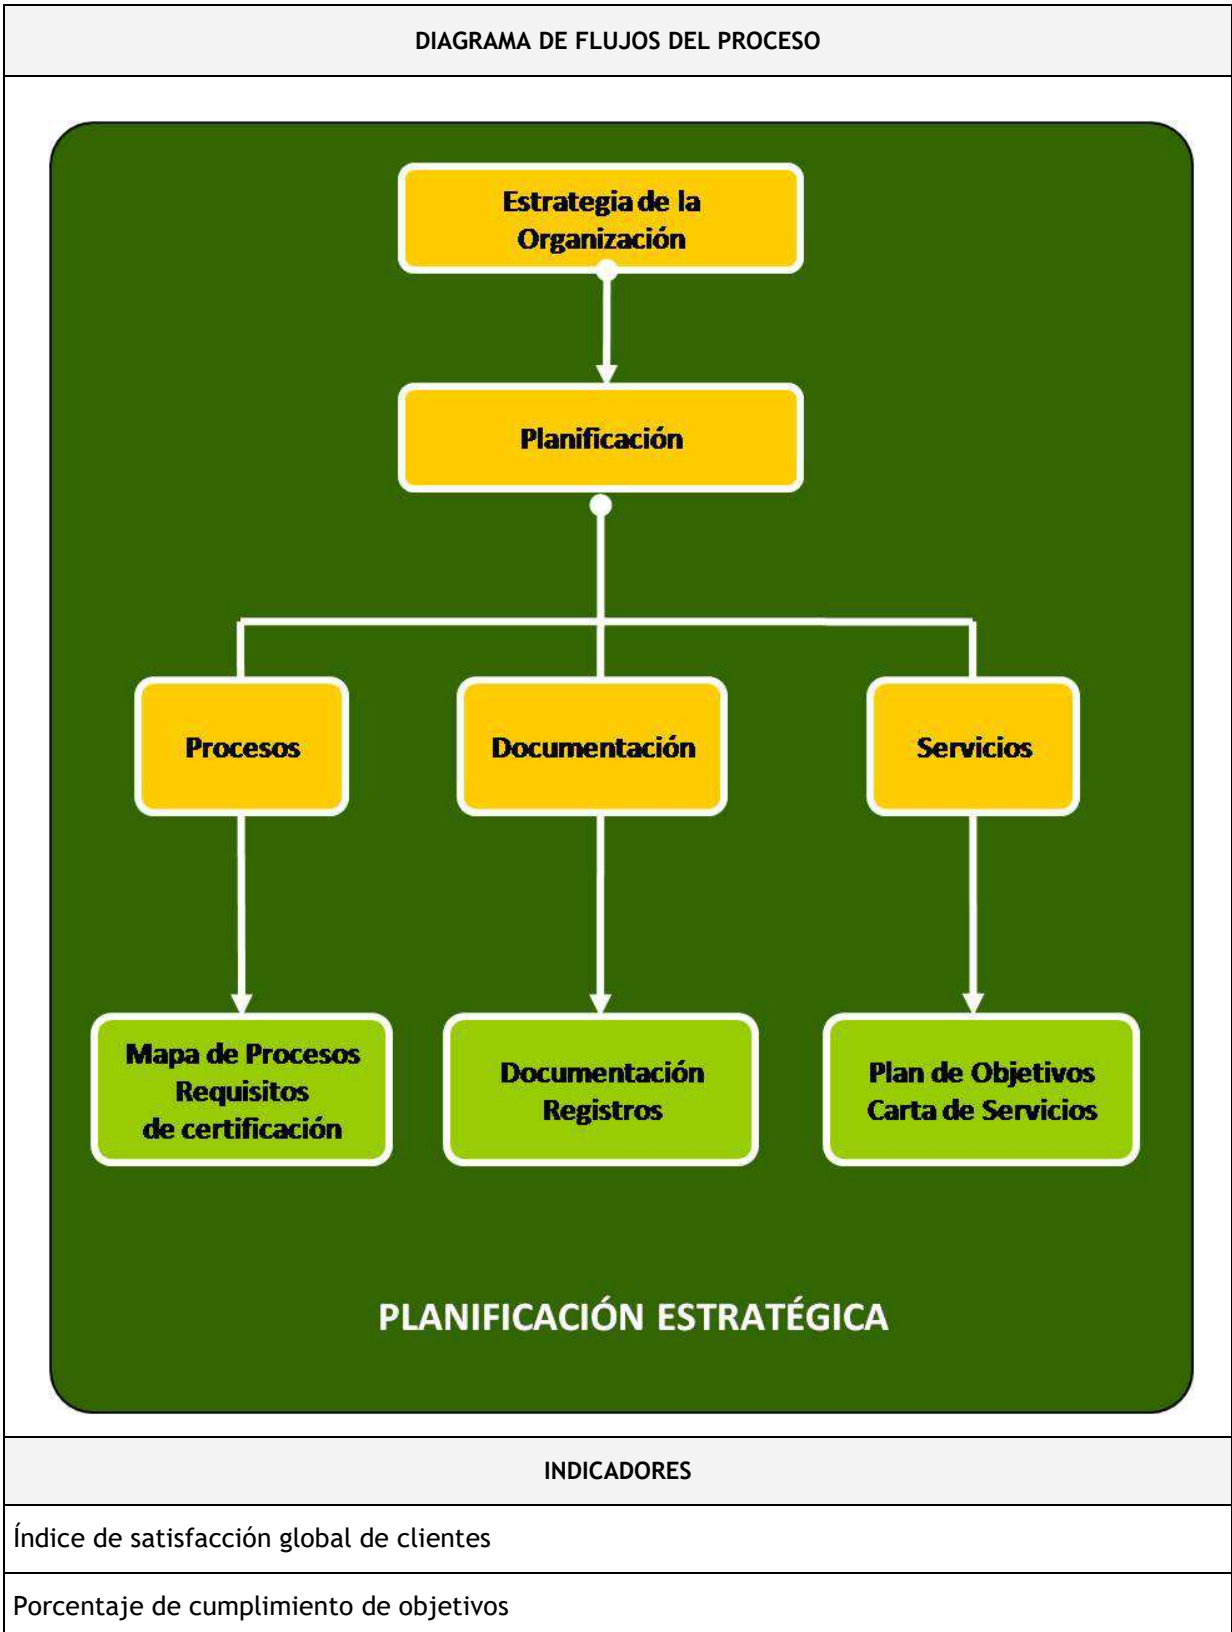 DIAGRAMA DE FLUJOS DEL PROCESO
Estrategia de la
Organización
Planificación
Procesos
Documentación
Servicios
Mapa de Procesos
Requisitos
de certificación
Documentación
Registros
Plan de Objetivos
Carta de Servicios
PLANIFICACIÓN ESTRATÉGICA
INDICADORES
Índice de satisfacción global de clientes
Porcentaje de cumplimiento de objetivos